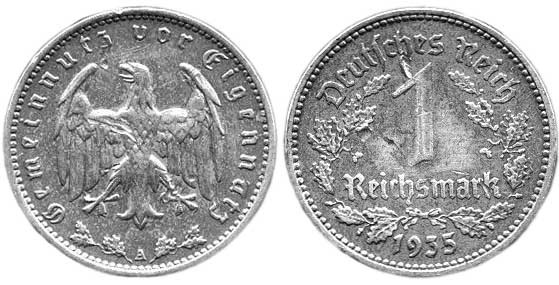 Gemeinnutz vor Eigennutz
A
Deutsches Reich
1
Reichsmark
1935